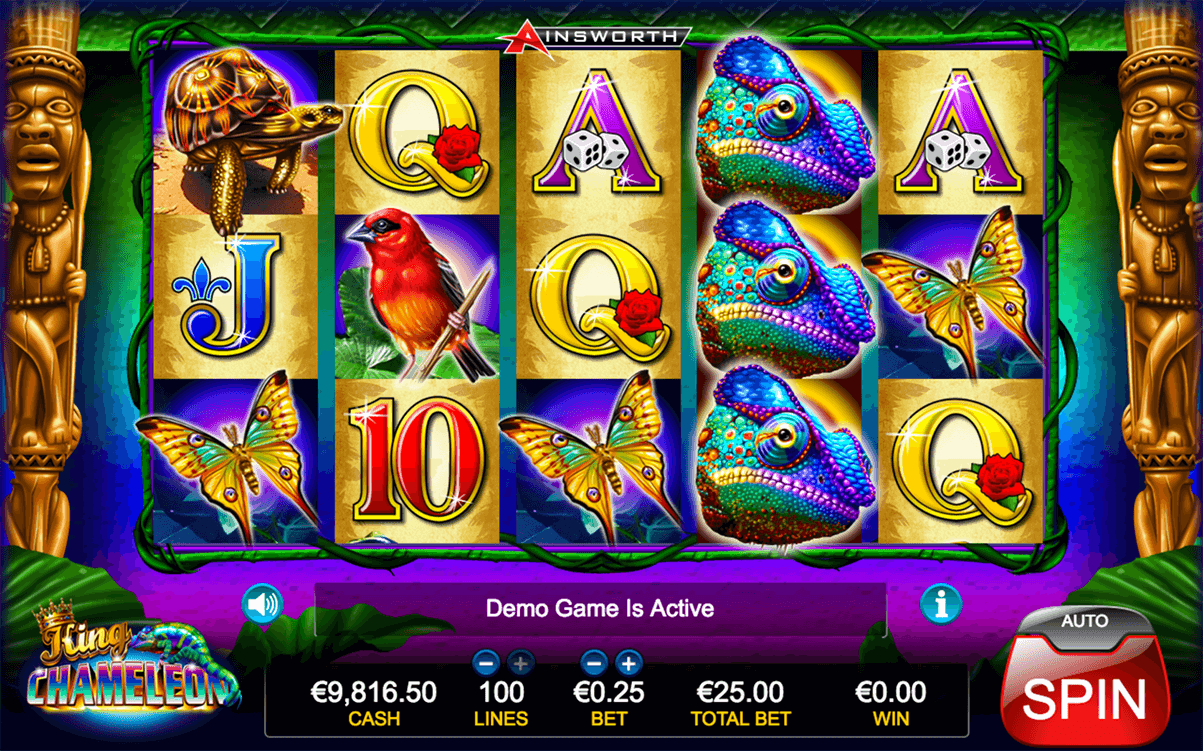 AINSWORTH
Q A A
J Q
10 Q
Demo Game Is Active
King
CHAMELEON
AUTO
SPIN
€9,816.50 100 €0.25 €25.00 €0.00
CASH LINES BET TOTAL BET WIN